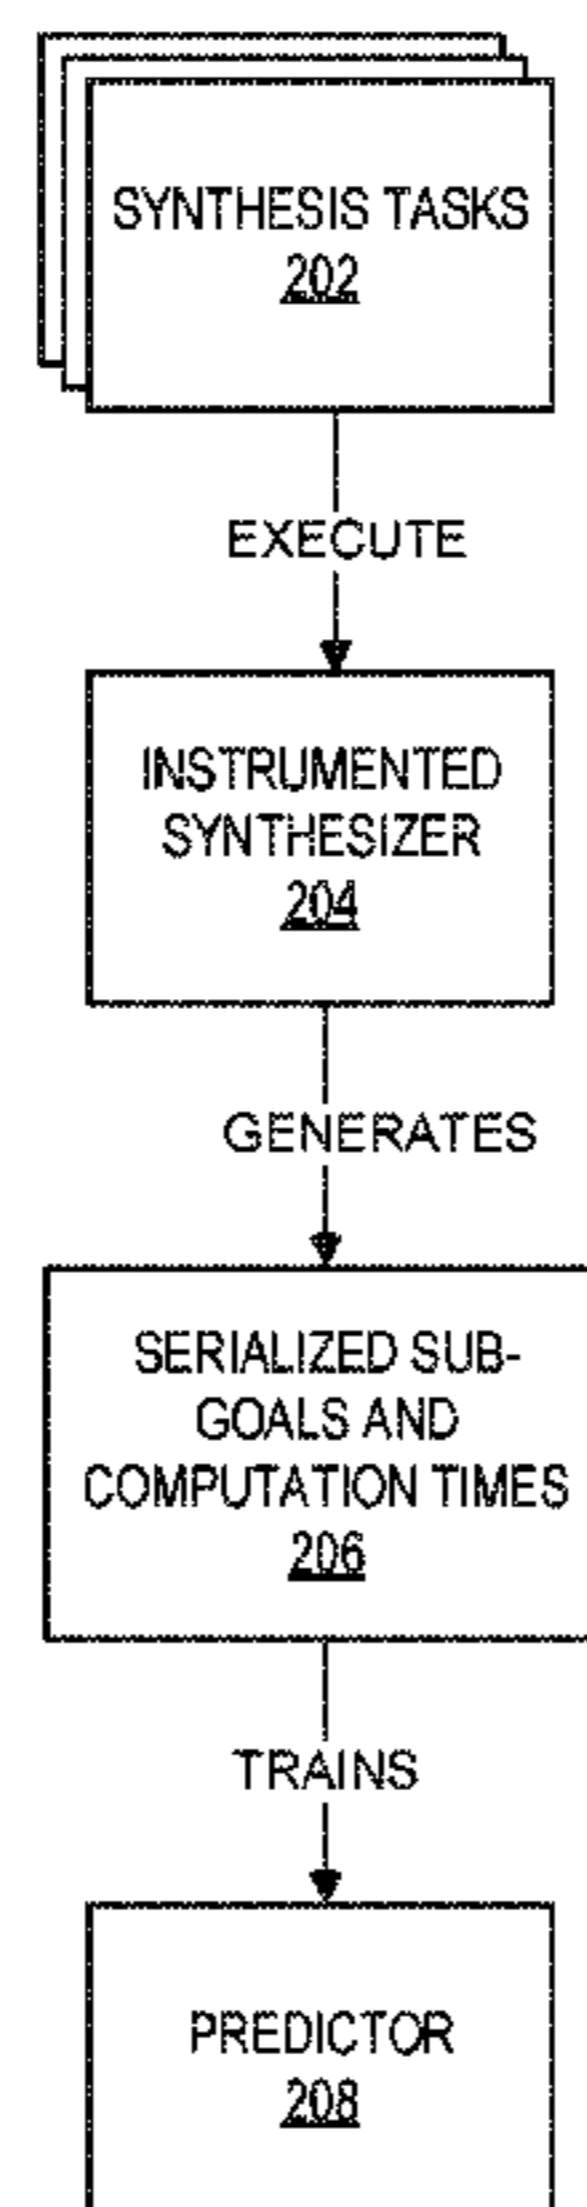 SYNTHESIS TASKS
202
EXECUTE
INSTRUMENTED
SYNTHESIZER
204
GENERATES
SERIALIZED SUB-
GOALS AND
COMPUTATION TIMES
206
TRAINS
PREDICTOR
208